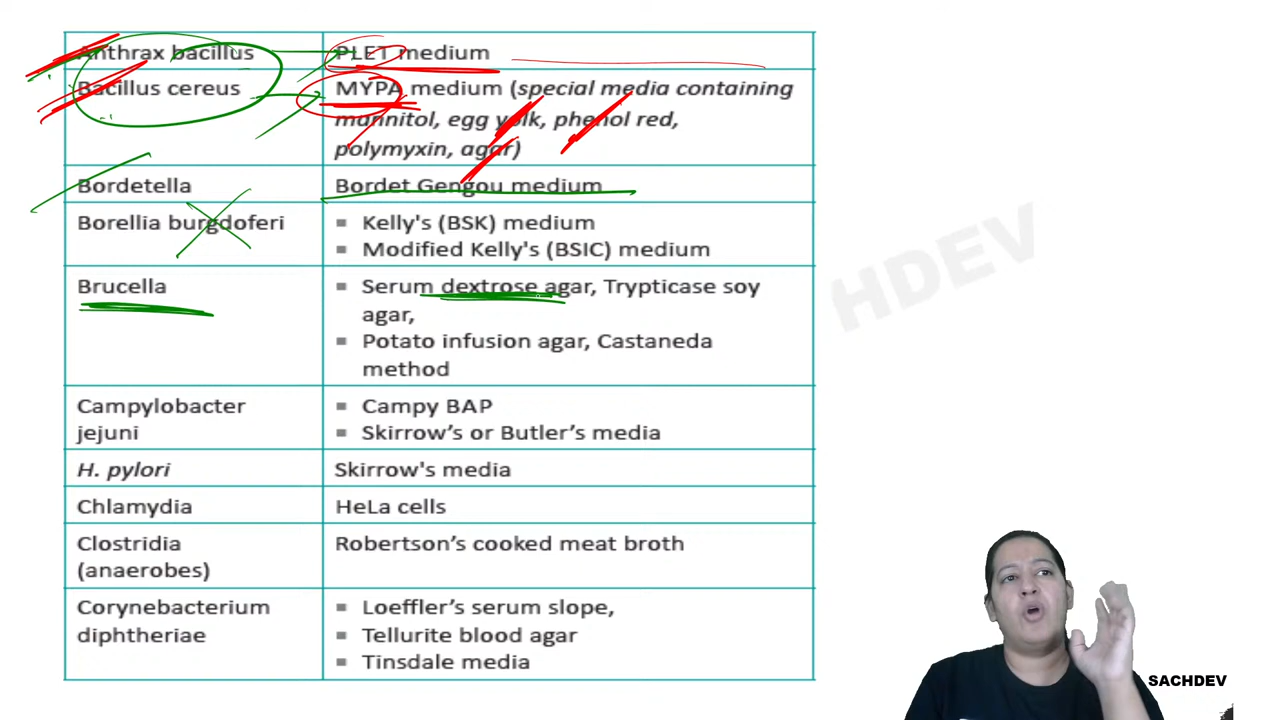 Anthrax bacillus
PLET medium
Bacillus cereus
MYPA medium (special media containing
mannitol, egg yolk, phenol red,
polymyxin, agar)
Bordetella
Bordet Gengou medium
Borellia burgdoferi
▪ Kelly's (BSK) medium
▪ Modified Kelly's (BSIC) medium
Brucella
▪ Serum dextrose agar, Trypticase soy
agar,
▪ Potato infusion agar, Castaneda
method
Campylobacter
jejuni
▪ Campy BAP
▪ Skirrow's or Butler's media
H. pylori
Skirrow's media
Chlamydia
HeLa cells
Clostridia
(anaerobes)
Robertson's cooked meat broth
Corynebacterium
diphtheriae
▪ Loeffler's serum slope,
▪ Tellurite blood agar
▪ Tinsdale media
HDEV
SACHDEV